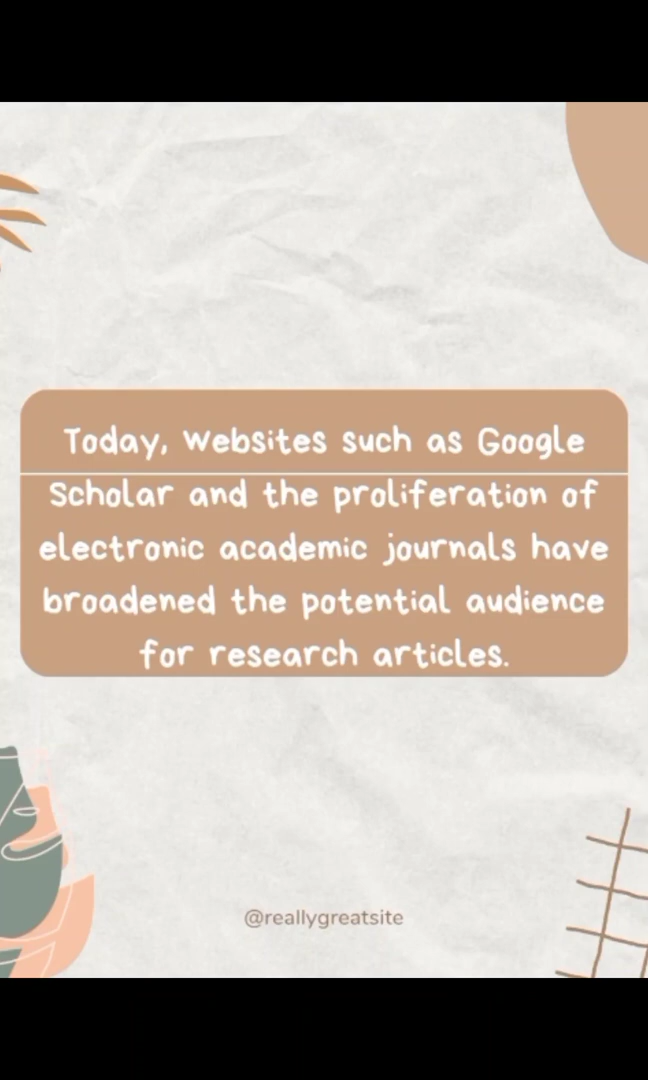 Today, websites such as Google
Scholar and the proliferation of
electronic academic journals have
broadened the potential audience
for research articles.
@reallygreatsite